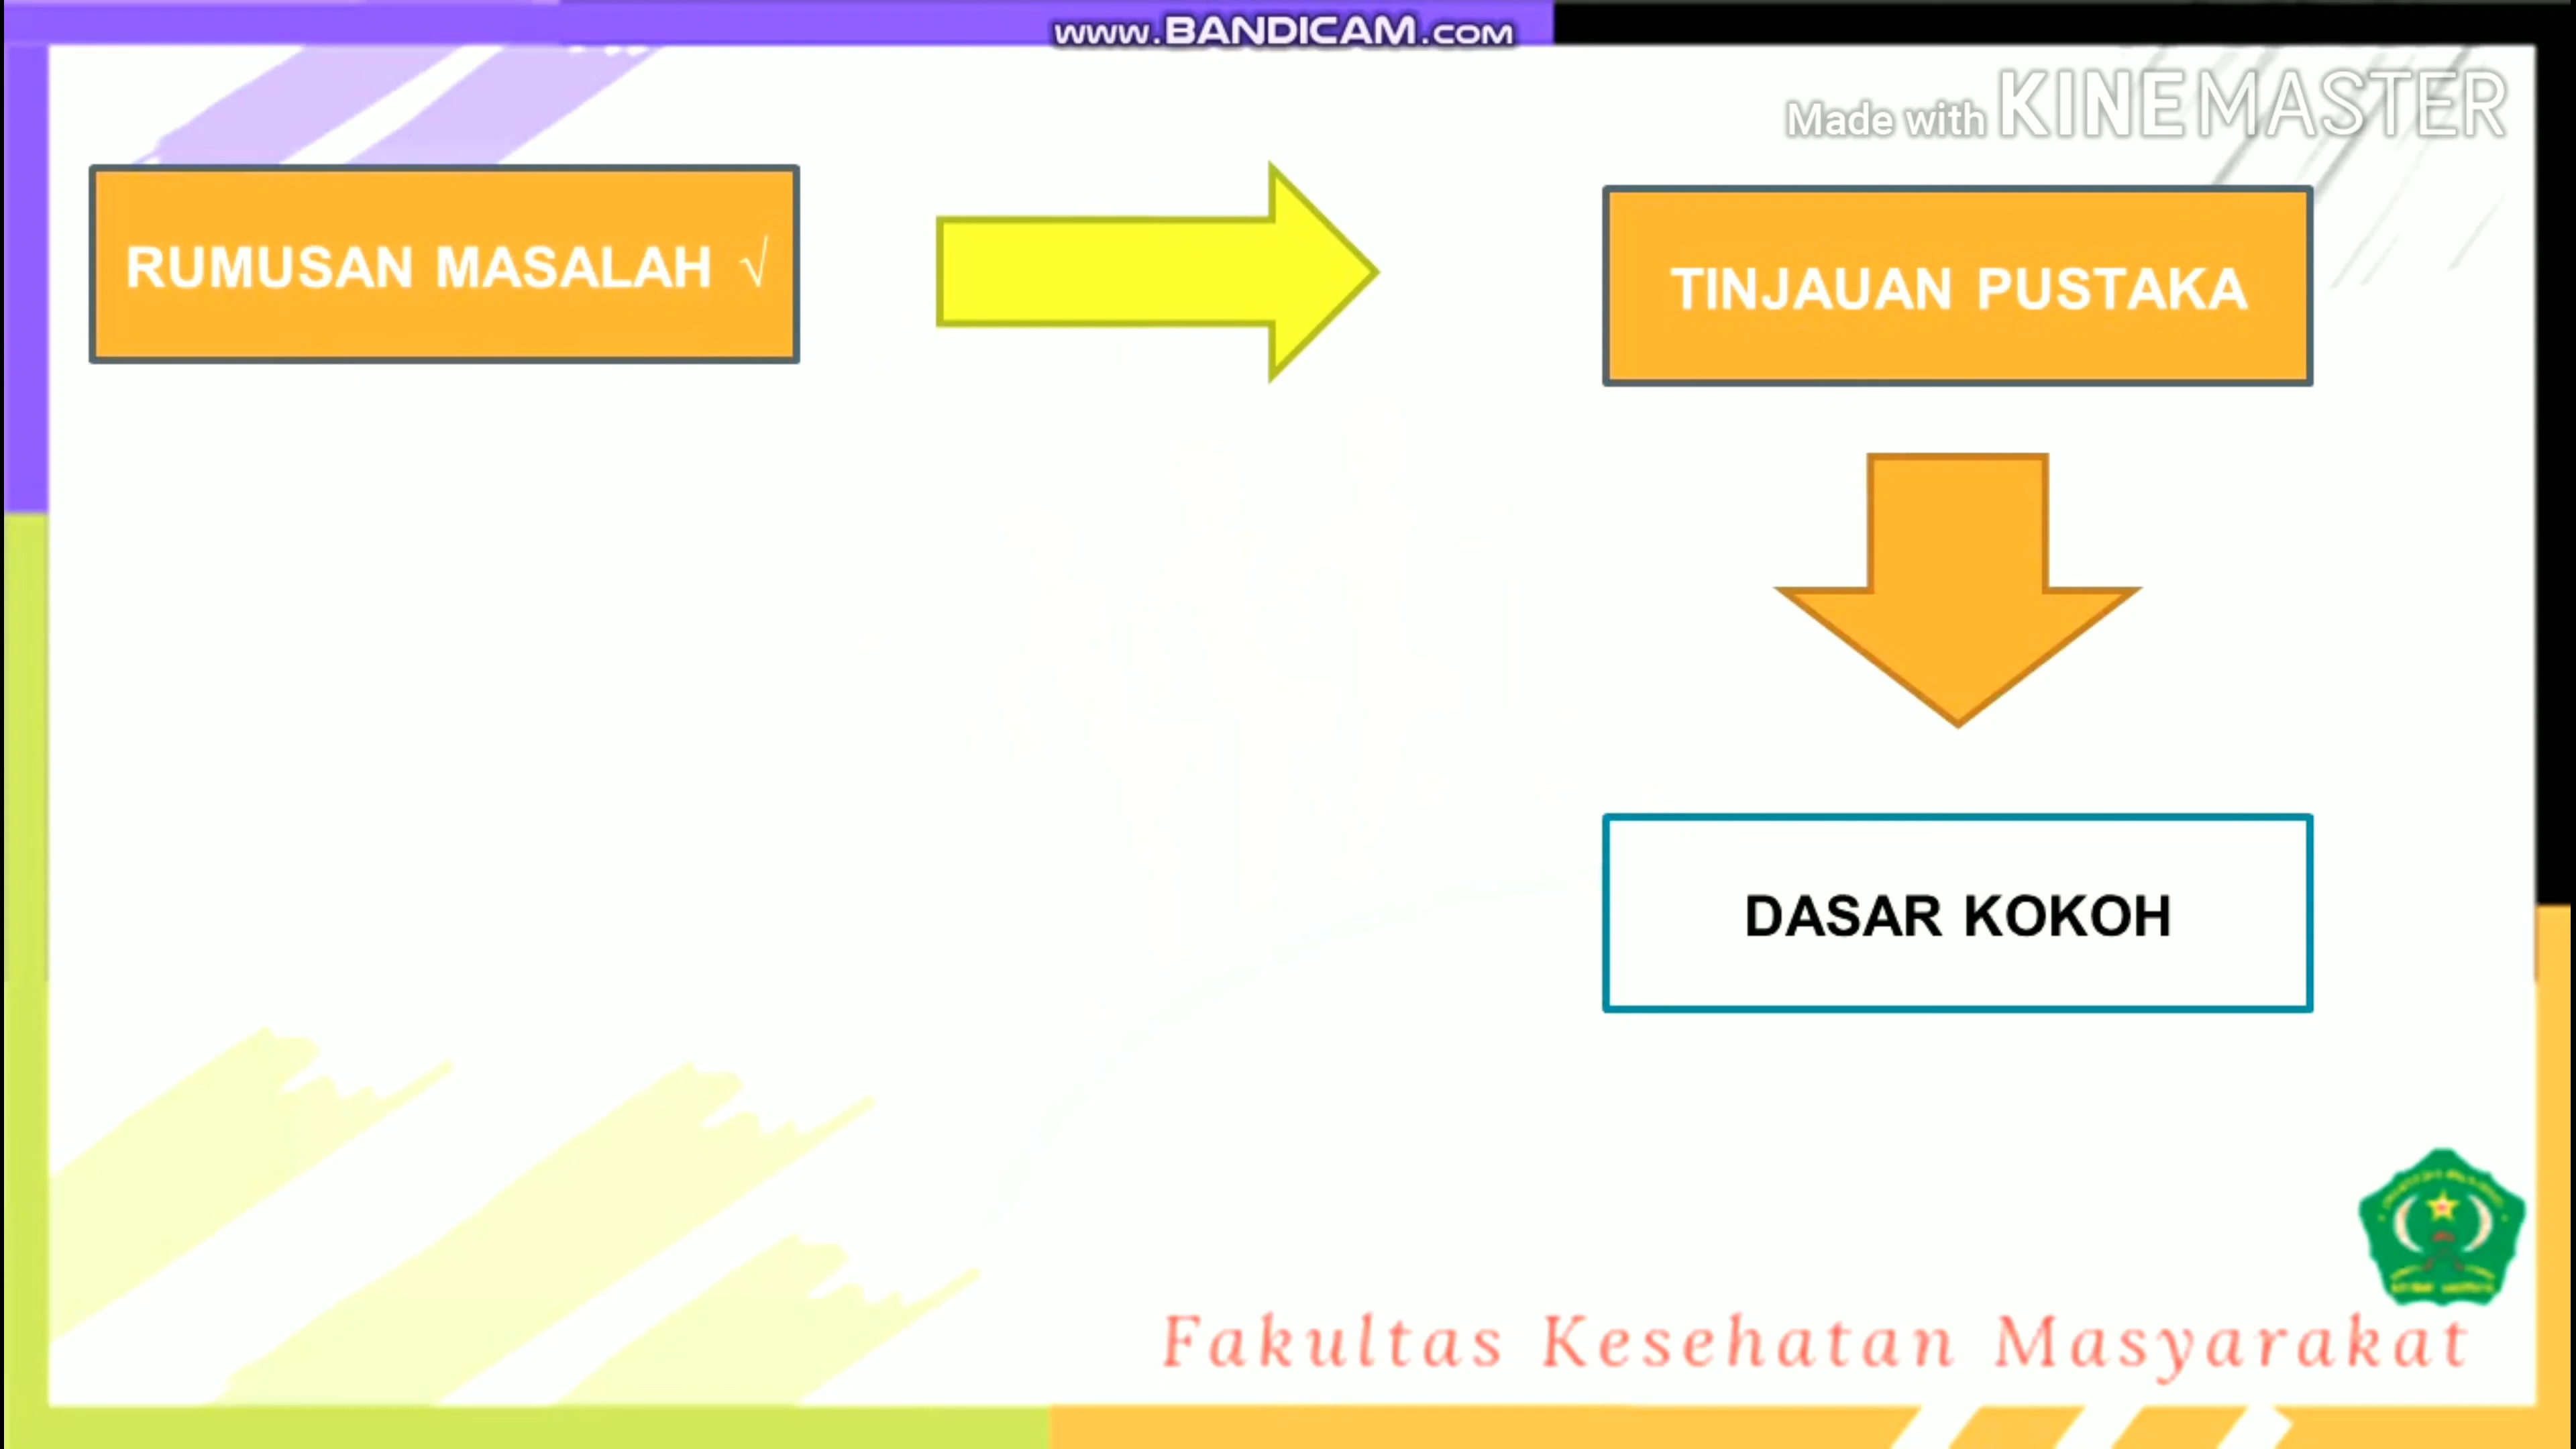 www.BANDICAM.COM
Made with KINEMASTER
RUMUSAN MASALAH √
TINJAUAN PUSTAKA
DASAR KOKOH
Fakultas Kesehatan Masyarakat